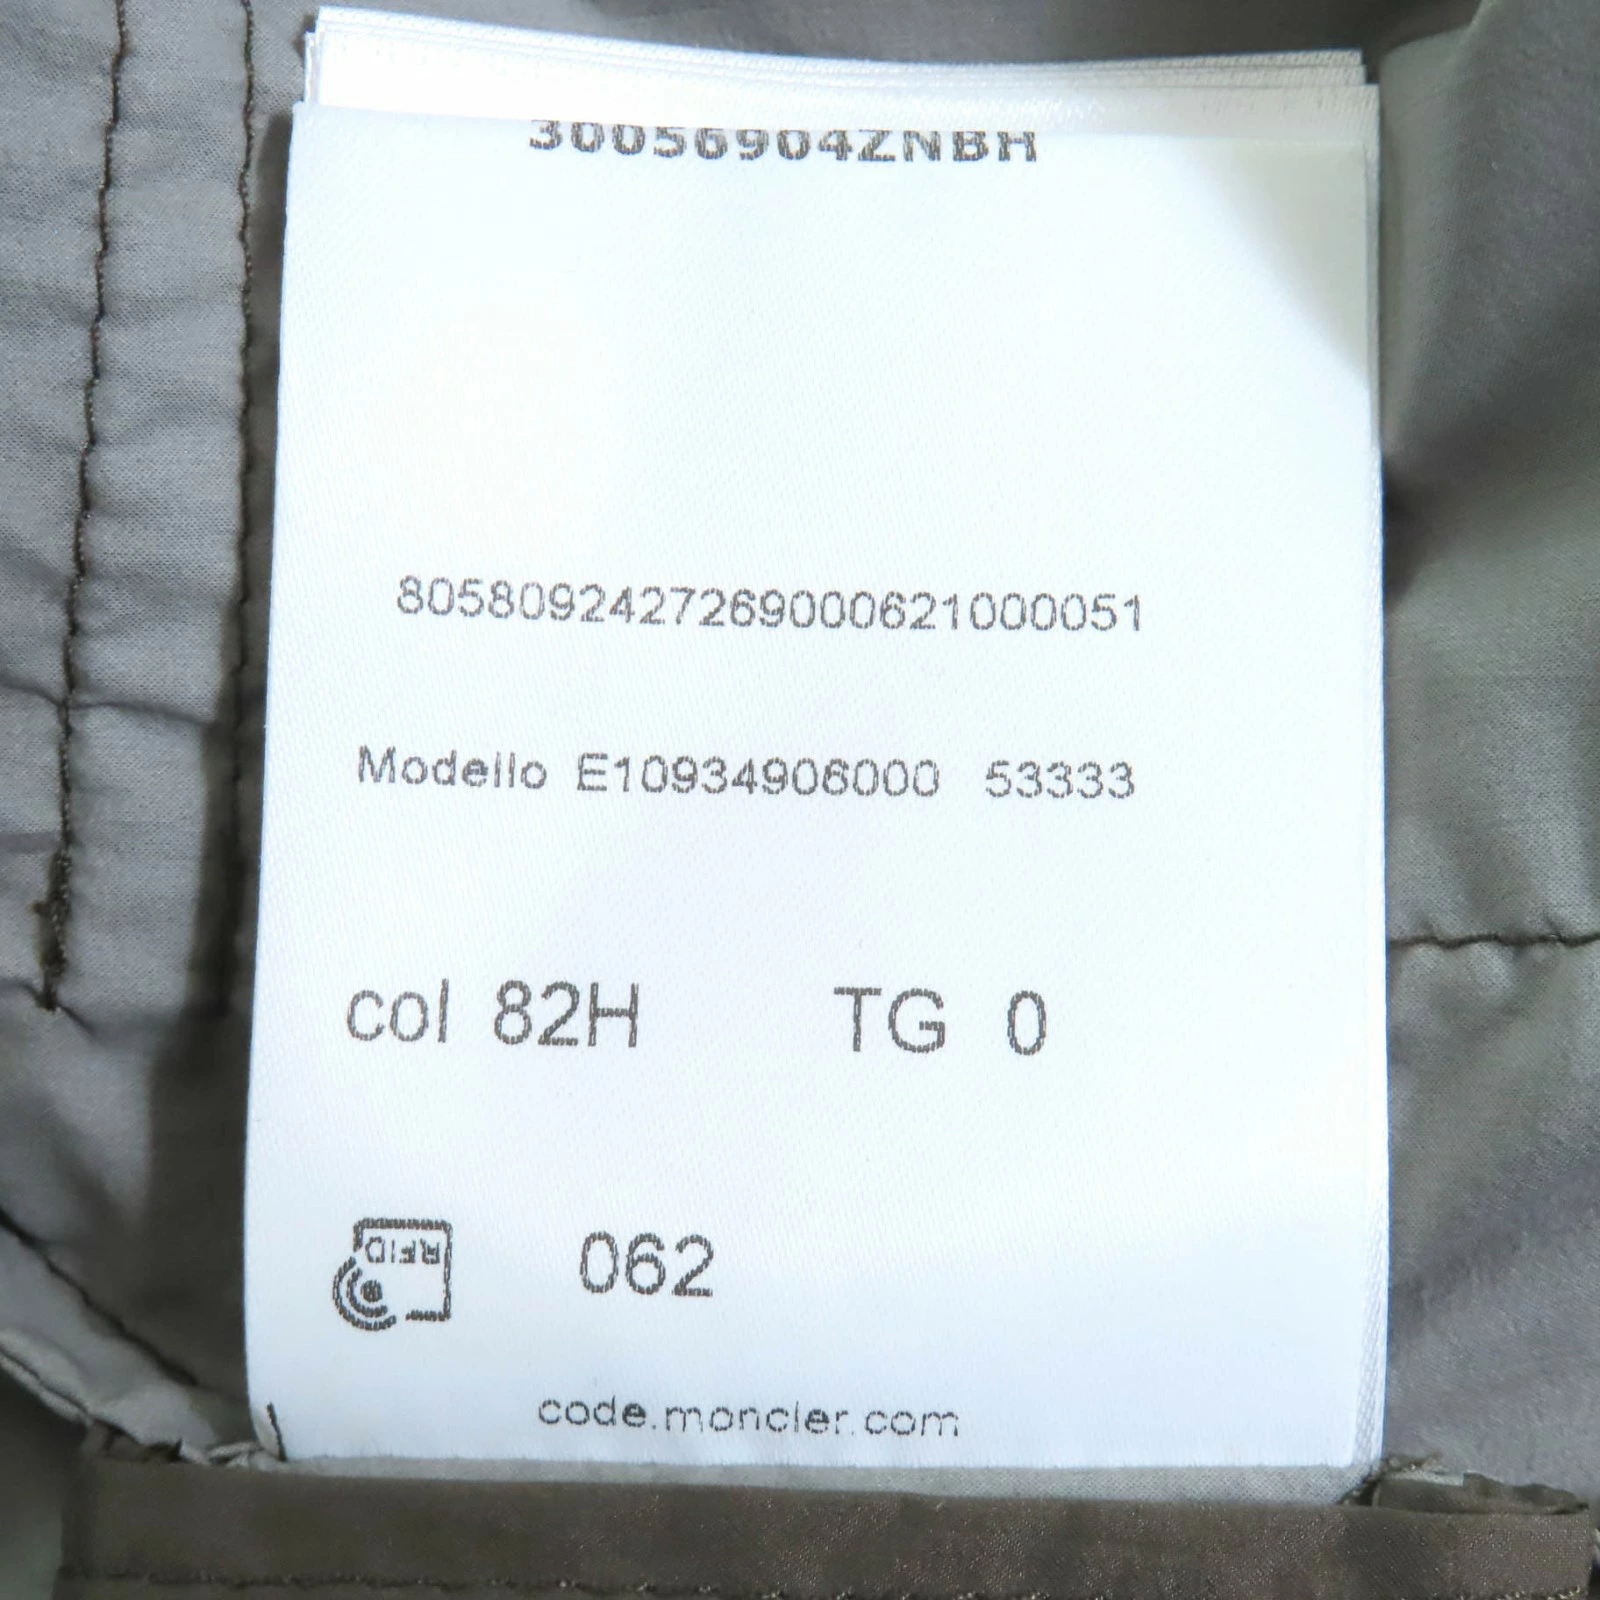 30056904ZNBH
8058092427269000621000051
Modello E10934906000 53333
col 82H TG 0
RFID 062
code.moncler.com